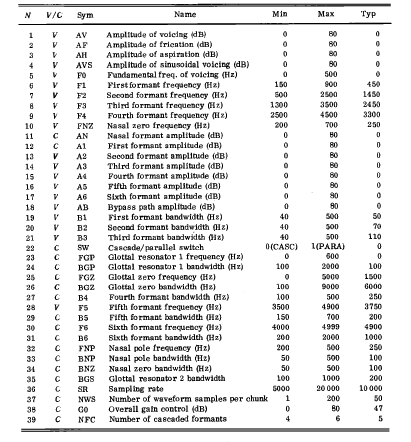 N V/C Sym Name Min Max Typ
1 V AV Amplitude of voicing (dB) 0 80 0
2 V AF Amplitude of frication (dB) 0 80 0
3 V AH Amplitude of aspiration (dB) 0 80 0
4 V AVS Amplitude of sinusoidal voicing (dB) 0 80 0
5 V F0 Fundamental freq. of voicing (Hz) 0 500 0
6 V F1 First formant frequency (Hz) 150 900 450
7 V F2 Second formant frequency (Hz) 500 2500 1450
8 V F3 Third formant frequency (Hz) 1300 3500 2450
9 V F4 Fourth formant frequency (Hz) 2500 4500 3300
10 V FNZ Nasal zero frequency (Hz) 200 700 250
11 C AN Nasal formant amplitude (dB) 0 80 0
12 C A1 First formant amplitude (dB) 0 80 0
13 V A2 Second formant amplitude (dB) 0 80 0
14 V A3 Third formant amplitude (dB) 0 80 0
15 V A4 Fourth formant amplitude (dB) 0 80 0
16 V A5 Fifth formant amplitude (dB) 0 80 0
17 V A6 Sixth formant amplitude (dB) 0 80 0
18 V AB Bypass path amplitude (dB) 0 80 0
19 V B1 First formant bandwidth (Hz) 40 500 50
20 V B2 Second formant bandwidth (Hz) 40 500 70
21 V B3 Third formant bandwidth (Hz) 40 500 110
22 C SW Cascade/parallel switch 0(CASC) 1(PARA) 0
23 C FGP Glottal resonator 1 frequency (Hz) 0 600 0
24 C BGP Glottal resonator 1 bandwidth (Hz) 100 2000 100
25 C FGZ Glottal zero frequency (Hz) 0 5000 1500
26 C BGZ Glottal zero bandwidth (Hz) 100 9000 6000
27 C B4 Fourth formant bandwidth (Hz) 100 500 250
28 V F5 Fifth formant frequency (Hz) 3500 4900 3750
29 C B5 Fifth formant bandwidth (Hz) 150 700 200
30 C F6 Sixth formant frequency (Hz) 4000 4999 4900
31 C B6 Sixth formant bandwidth (Hz) 200 2000 1000
32 C FNP Nasal pole frequency (Hz) 200 500 250
33 C BNP Nasal pole bandwidth (Hz) 50 500 100
34 C BNZ Nasal zero bandwidth (Hz) 50 500 100
35 C BGS Glottal resonator 2 bandwidth 100 1000 200
36 C SR Sampling rate 5000 20 000 10 000
37 C NWS Number of waveform samples per chunk 1 200 50
38 C G0 Overall gain control (dB) 0 80 47
39 C NFC Number of cascaded formants 4 6 5